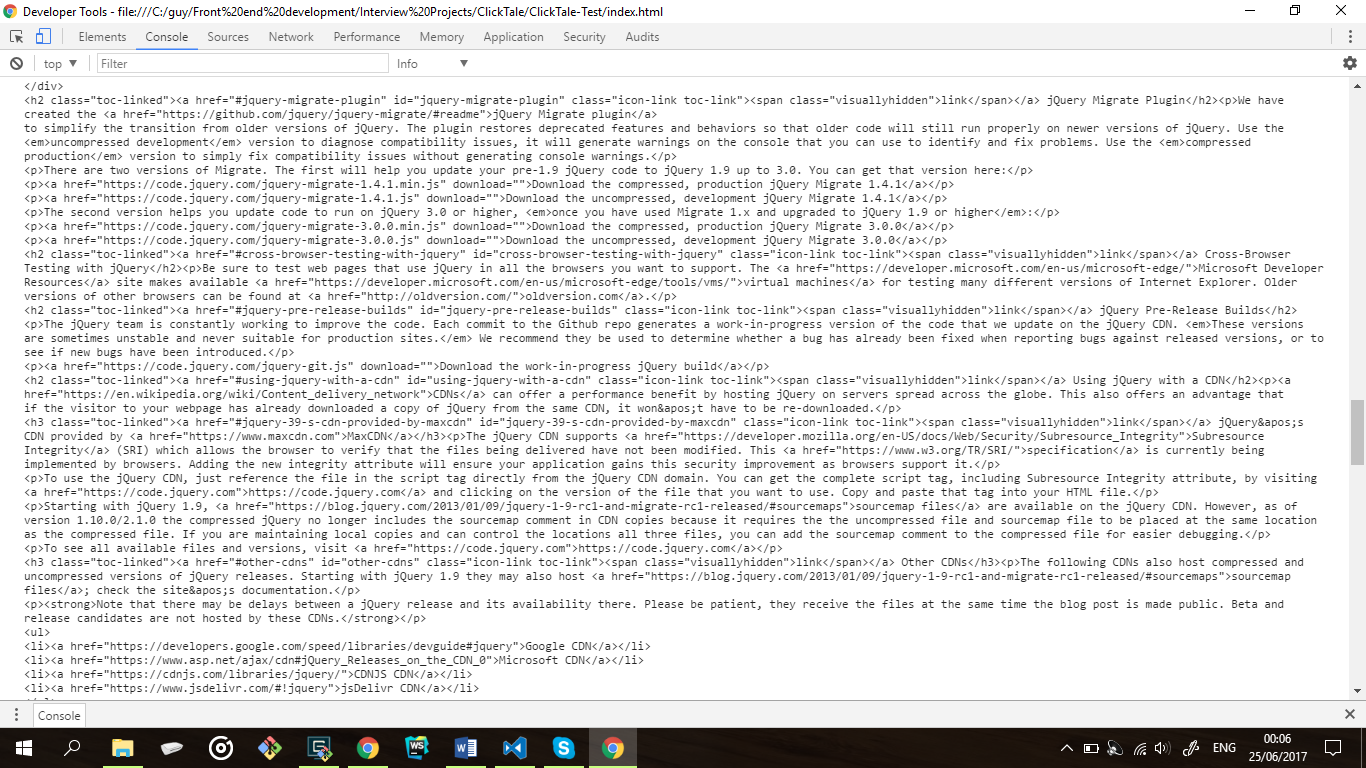 Developer Tools - file:///C:/guy/Front%20end%20development/Interview%20Projects/ClickTale/ClickTale-Test/index.html
Elements Console Sources Network Performance Memory Application Security Audits
top ▼ Filter Info ▼
</div>
<h2 class="toc-linked"><a href="#jquery-migrate-plugin" id="jquery-migrate-plugin" class="icon-link toc-link"><span class="visuallyhidden">link</span></a> jQuery Migrate Plugin</h2><p>We have
created the <a href="https://github.com/jquery/jquery-migrate/#readme">jQuery Migrate plugin</a>
to simplify the transition from older versions of jQuery. The plugin restores deprecated features and behaviors so that older code will still run properly on newer versions of jQuery. Use the
<em>uncompressed development</em> version to diagnose compatibility issues, it will generate warnings on the console that you can use to identify and fix problems. Use the <em>compressed
production</em> version to simply fix compatibility issues without generating console warnings.</p>
<p>There are two versions of Migrate. The first will help you update your pre-1.9 jQuery code to jQuery 1.9 up to 3.0. You can get that version here:</p>
<p><a href="https://code.jquery.com/jquery-migrate-1.4.1.min.js" download="">Download the compressed, production jQuery Migrate 1.4.1</a></p>
<p><a href="https://code.jquery.com/jquery-migrate-1.4.1.js" download="">Download the uncompressed, development jQuery Migrate 1.4.1</a></p>
<p>The second version helps you update code to run on jQuery 3.0 or higher, <em>once you have used Migrate 1.x and upgraded to jQuery 1.9 or higher</em>:</p>
<p><a href="https://code.jquery.com/jquery-migrate-3.0.0.min.js" download="">Download the compressed, production jQuery Migrate 3.0.0</a></p>
<p><a href="https://code.jquery.com/jquery-migrate-3.0.0.js" download="">Download the uncompressed, development jQuery Migrate 3.0.0</a></p>
<h2 class="toc-linked"><a href="#cross-browser-testing-with-jquery" id="cross-browser-testing-with-jquery" class="icon-link toc-link"><span class="visuallyhidden">link</span></a> Cross-Browser
Testing with jQuery</h2><p>Be sure to test web pages that use jQuery in all the browsers you want to support. The <a href="https://developer.microsoft.com/en-us/microsoft-edge/">Microsoft Developer
Resources</a> site makes available <a href="https://developer.microsoft.com/en-us/microsoft-edge/tools/vms/">virtual machines</a> for testing many different versions of Internet Explorer. Older
versions of other browsers can be found at <a href="http://oldversion.com/">oldversion.com</a>.</p>
<h2 class="toc-linked"><a href="#jquery-pre-release-builds" id="jquery-pre-release-builds" class="icon-link toc-link"><span class="visuallyhidden">link</span></a> jQuery Pre-Release Builds</h2>
<p>The jQuery team is constantly working to improve the code. Each commit to the Github repo generates a work-in-progress version of the code that we update on the jQuery CDN. <em>These versions
are sometimes unstable and never suitable for production sites.</em> We recommend they be used to determine whether a bug has already been fixed when reporting bugs against released versions, or to
see if new bugs have been introduced.</p>
<p><a href="https://code.jquery.com/jquery-git.js" download="">Download the work-in-progress jQuery build</a></p>
<h2 class="toc-linked"><a href="#using-jquery-with-a-cdn" id="using-jquery-with-a-cdn" class="icon-link toc-link"><span class="visuallyhidden">link</span></a> Using jQuery with a CDN</h2><p><a
href="https://en.wikipedia.org/wiki/Content_delivery_network">CDNs</a> can offer a performance benefit by hosting jQuery on servers spread across the globe. This also offers an advantage that
if the visitor to your webpage has already downloaded a copy of jQuery from the same CDN, it won&apos;t have to be re-downloaded.</p>
<h3 class="toc-linked"><a href="#jquery-39-s-cdn-provided-by-maxcdn" id="jquery-39-s-cdn-provided-by-maxcdn" class="icon-link toc-link"><span class="visuallyhidden">link</span></a> jQuery&apos;s
CDN provided by <a href="https://www.maxcdn.com">MaxCDN</a></h3><p>The jQuery CDN supports <a href="https://developer.mozilla.org/en-US/docs/Web/Security/Subresource_Integrity">Subresource
Integrity</a> (SRI) which allows the browser to verify that the files being delivered have not been modified. This <a href="https://www.w3.org/TR/SRI/">specification</a> is currently being
implemented by browsers. Adding the new integrity attribute will ensure your application gains this security improvement as browsers support it.</p>
<p>To use the jQuery CDN, just reference the file in the script tag directly from the jQuery CDN domain. You can get the complete script tag, including Subresource Integrity attribute, by visiting
<a href="https://code.jquery.com">https://code.jquery.com</a> and clicking on the version of the file that you want to use. Copy and paste that tag into your HTML file.</p>
<p>Starting with jQuery 1.9, <a href="https://blog.jquery.com/2013/01/09/jquery-1-9-rc1-and-migrate-rc1-released/#sourcemaps">sourcemap files</a> are available on the jQuery CDN. However, as of
version 1.10.0/2.1.0 the compressed jQuery no longer includes the sourcemap comment in CDN copies because it requires the the uncompressed file and sourcemap file to be placed at the same location
as the compressed file. If you are maintaining local copies and can control the locations all three files, you can add the sourcemap comment to the compressed file for easier debugging.</p>
<p>To see all available files and versions, visit <a href="https://code.jquery.com">https://code.jquery.com</a></p>
<h3 class="toc-linked"><a href="#other-cdns" id="other-cdns" class="icon-link toc-link"><span class="visuallyhidden">link</span></a> Other CDNs</h3><p>The following CDNs also host compressed and
uncompressed versions of jQuery releases. Starting with jQuery 1.9 they may also host <a href="https://blog.jquery.com/2013/01/09/jquery-1-9-rc1-and-migrate-rc1-released/#sourcemaps">sourcemap
files</a>; check the site&apos;s documentation.</p>
<p><strong>Note that there may be delays between a jQuery release and its availability there. Please be patient, they receive the files at the same time the blog post is made public. Beta and
release candidates are not hosted by these CDNs.</strong></p>
<ul>
<li><a href="https://developers.google.com/speed/libraries/devguide#jquery">Google CDN</a></li>
<li><a href="https://www.asp.net/ajax/cdn#jQuery_Releases_on_the_CDN_0">Microsoft CDN</a></li>
<li><a href="https://cdnjs.com/libraries/jquery/">CDNJS CDN</a></li>
<li><a href="https://www.jsdelivr.com/#!jquery">jsDelivr CDN</a></li>
Console
ENG 00:06
25/06/2017